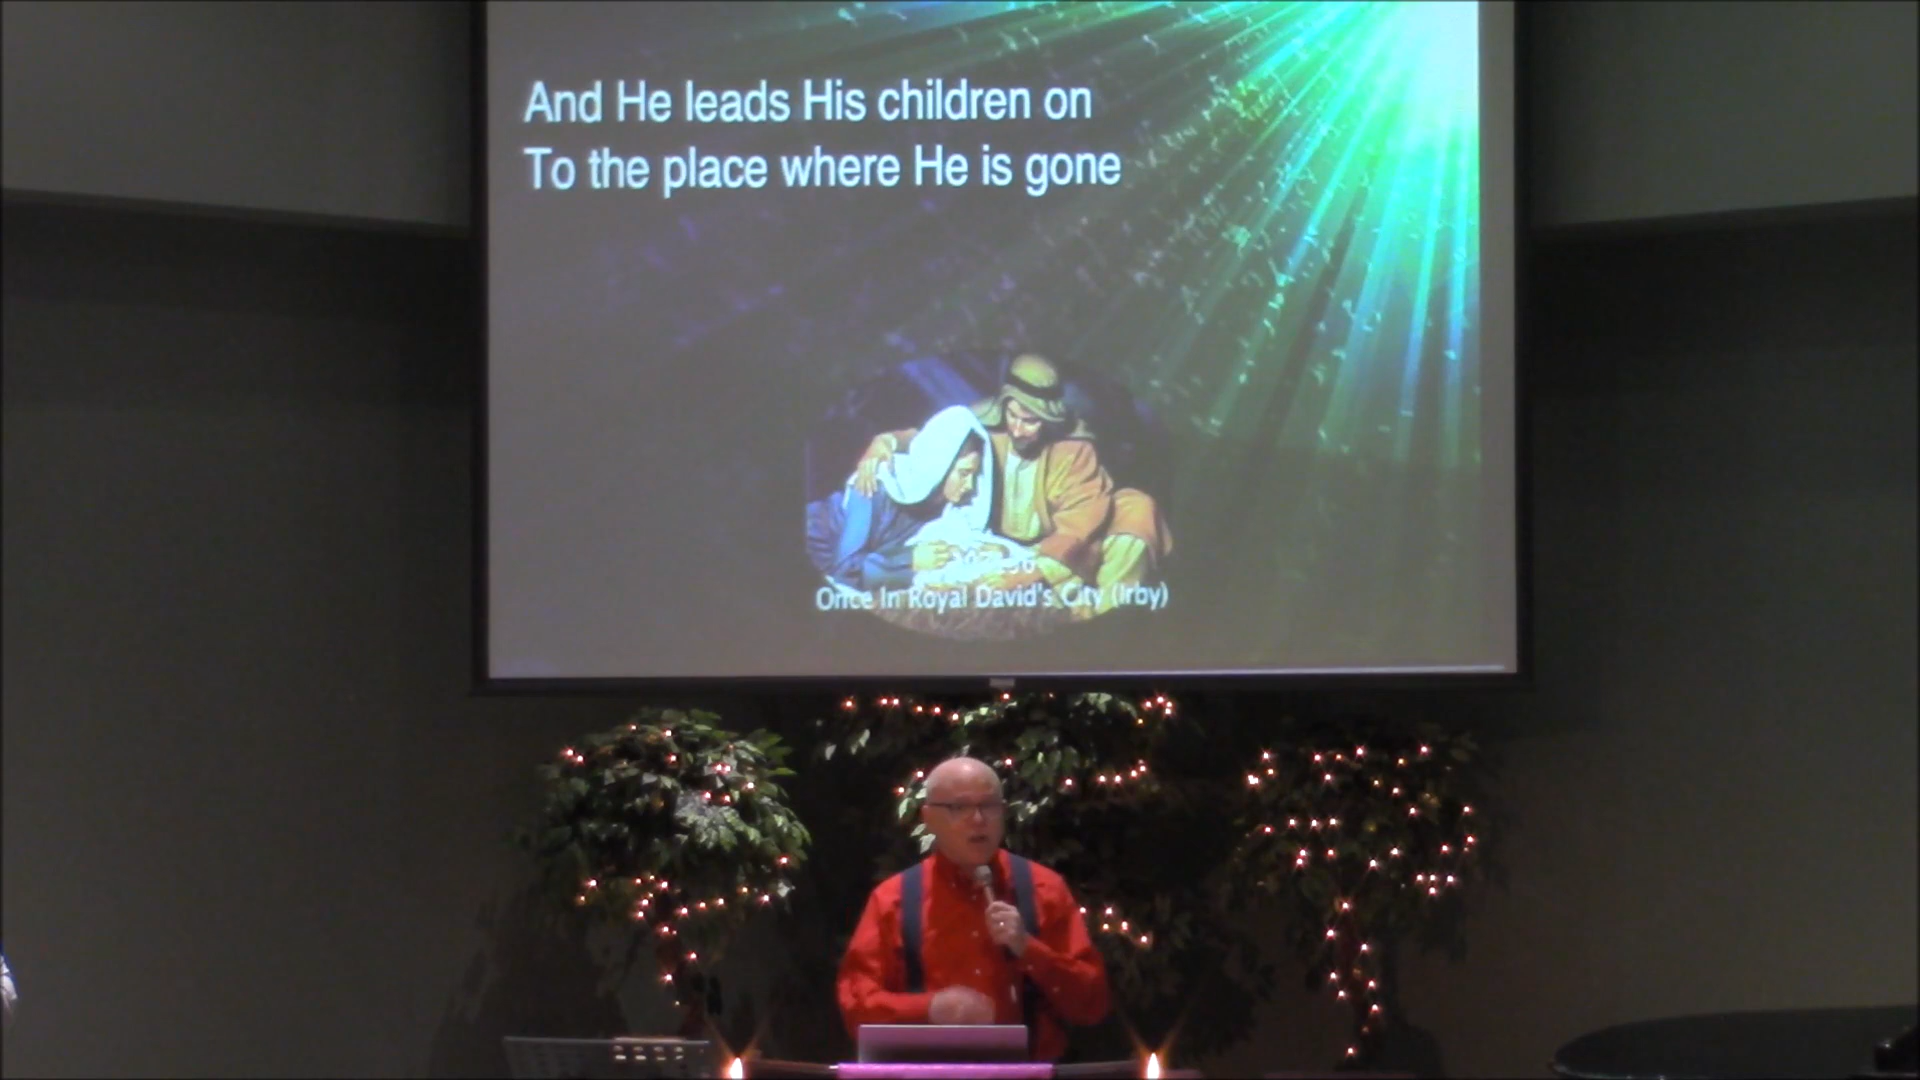 And He leads His children on
To the place where He is gone
Once In Royal David's City (Irby)